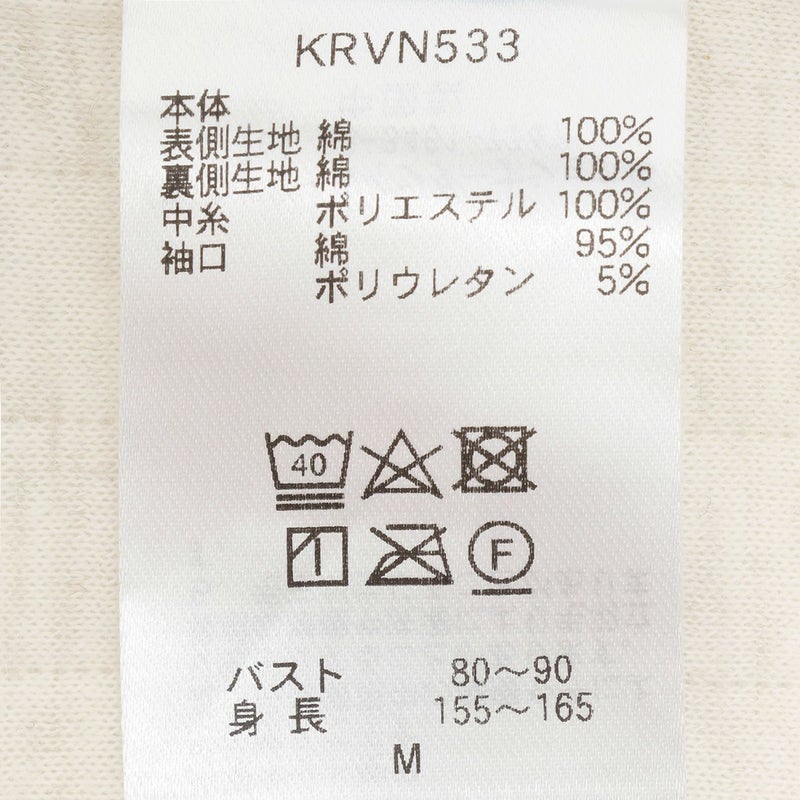 KRVN533
本体
表側生地 綿 100%
裏側生地 綿 100%
中糸 ポリエステル 100%
袖口 綿 95%
ポリウレタン 5%
40
F
バスト 80～90
身長 155～165
M